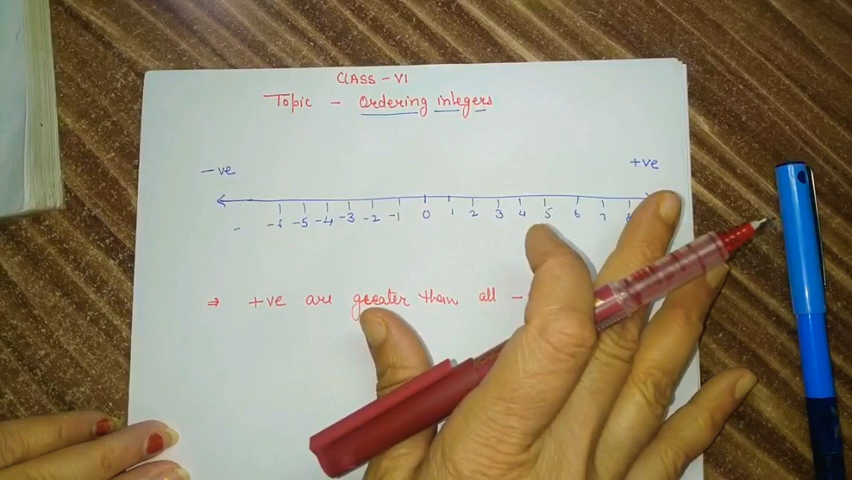 CLASS - VI
Topic - Ordering integers
-ve +ve
-5 -4 -3 -2 -1 0 1 2 3 4 5 6 7 8
⇒ +ve are greater than all -